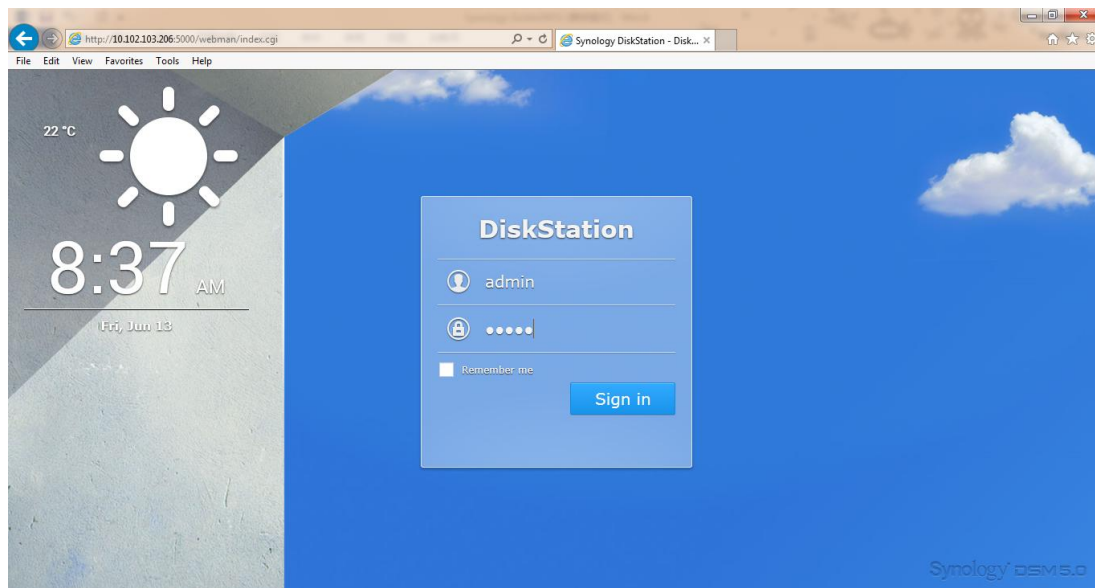 http://10.102.103.206:5000/webman/index.cgi
Synology DiskStation - Disk...
File Edit View Favorites Tools Help
22 °C
8:37 AM
Fri, Jun 13
DiskStation
admin
●●●●●
Remember me
Sign in
Synology DSM 5.0